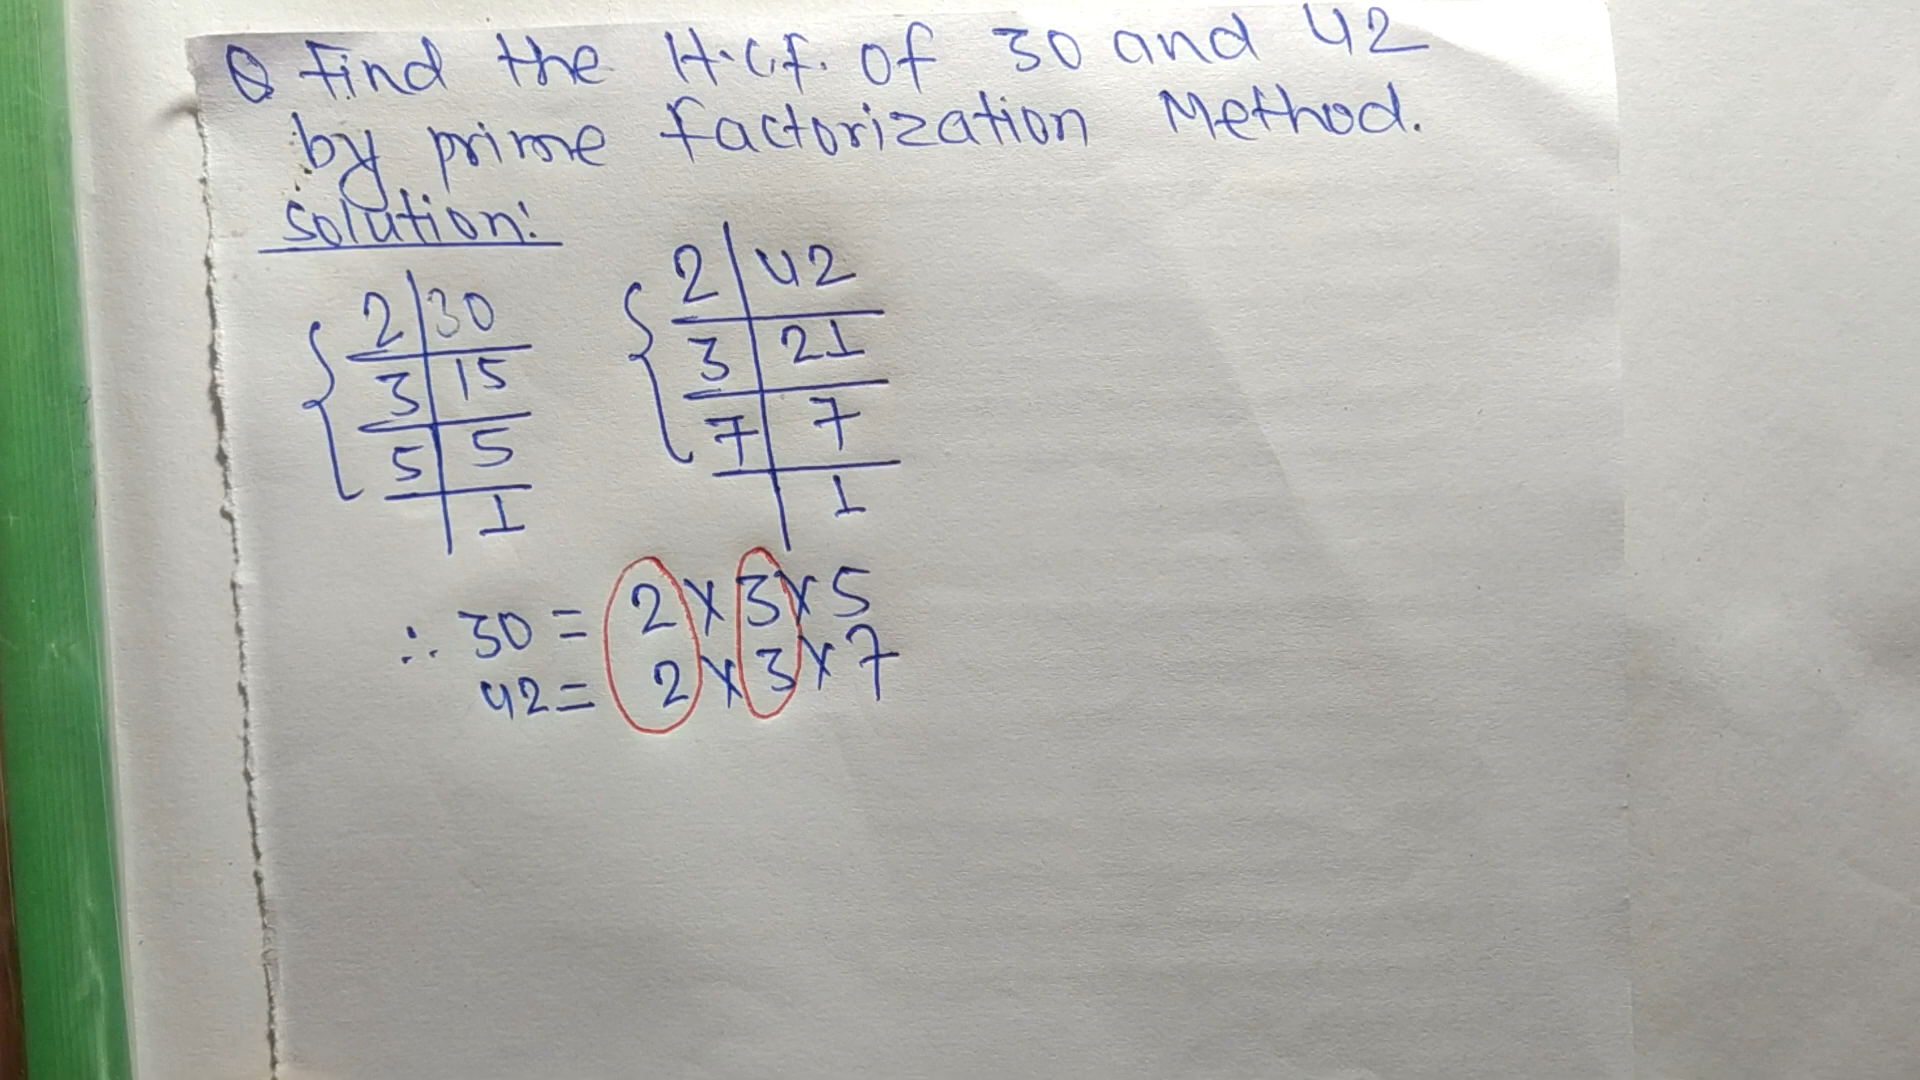 Q Find the H.C.F. of 30 and 42
by prime factorization Method.
Solution:
2 | 30
3 | 15
5 | 5
1
2 | 42
3 | 21
7 | 7
1
∴ 30 = 2 × 3 × 5
42 = 2 × 3 × 7